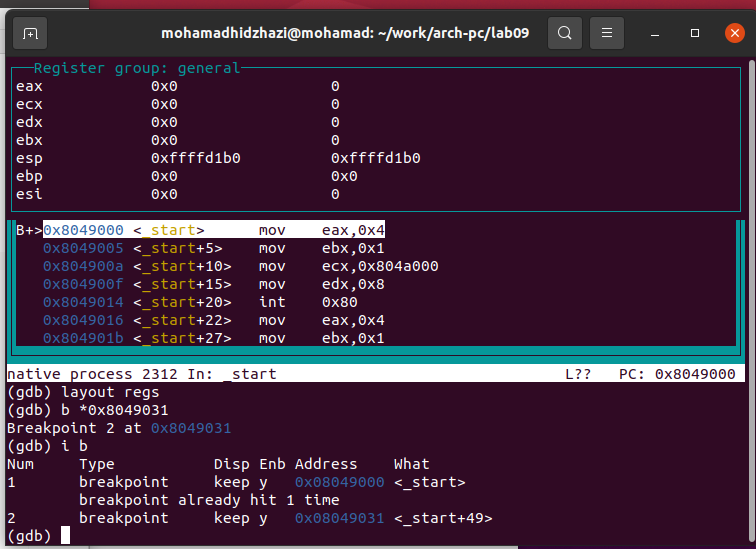 mohamadhidzhazi@mohamad: ~/work/arch-pc/lab09
Register group: general
eax 0x0 0
ecx 0x0 0
edx 0x0 0
ebx 0x0 0
esp 0xffffd1b0 0xffffd1b0
ebp 0x0 0x0
esi 0x0 0
B+>0x8049000 <_start> mov eax,0x4
0x8049005 <_start+5> mov ebx,0x1
0x804900a <_start+10> mov ecx,0x804a000
0x804900f <_start+15> mov edx,0x8
0x8049014 <_start+20> int 0x80
0x8049016 <_start+22> mov eax,0x4
0x804901b <_start+27> mov ebx,0x1
native process 2312 In: _start L?? PC: 0x8049000
(gdb) layout regs
(gdb) b *0x8049031
Breakpoint 2 at 0x8049031
(gdb) i b
Num Type Disp Enb Address What
1 breakpoint keep y 0x08049000 <_start>
breakpoint already hit 1 time
2 breakpoint keep y 0x08049031 <_start+49>
(gdb)